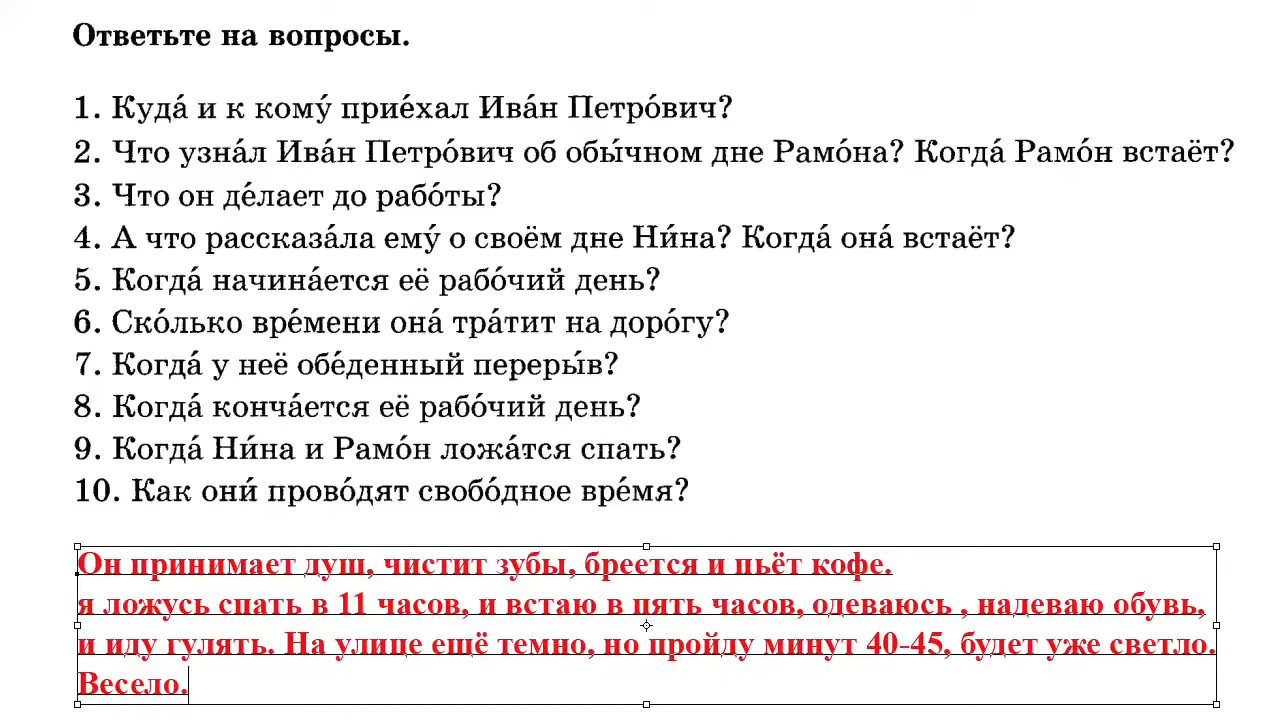 Ответьте на вопросы.
1. Куда́ и к кому́ прие́хал Ива́н Петро́вич?
2. Что узна́л Ива́н Петро́вич об обы́чном дне Рамо́на? Когда́ Рамо́н встаёт?
3. Что он де́лает до рабо́ты?
4. А что рассказа́ла ему́ о своём дне Ни́на? Когда́ она́ встаёт?
5. Когда́ начина́ется её рабо́чий день?
6. Ско́лько вре́мени она́ тра́тит на доро́гу?
7. Когда́ у неё обе́денный переры́в?
8. Когда́ конча́ется её рабо́чий день?
9. Когда́ Ни́на и Рамо́н ложа́тся спать?
10. Как они́ прово́дят свобо́дное вре́мя?
Он принимает душ, чистит зубы, бреется и пьёт кофе.
я ложусь спать в 11 часов, и встаю в пять часов, одеваюсь , надеваю обувь,
и иду гулять. На улице ещё темно, но пройду минут 40-45, будет уже светло.
Весело.